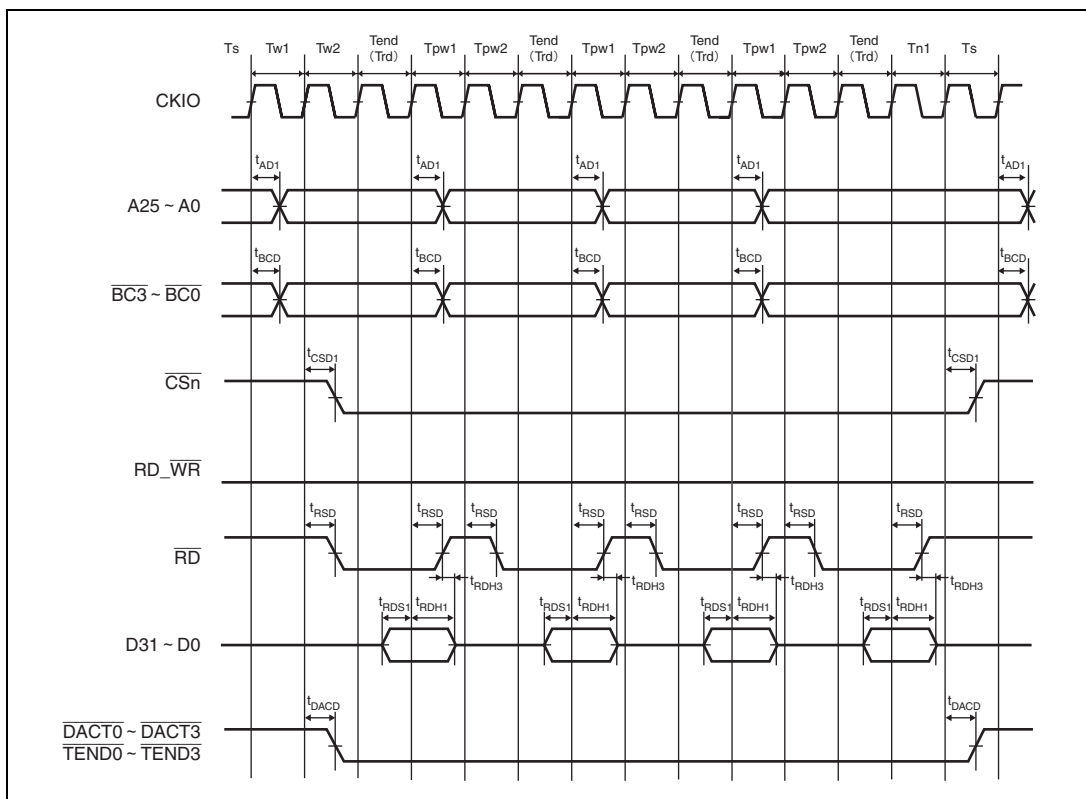 Ts Tw1 Tw2 Tend (Trd) Tpw1 Tpw2 Tend (Trd) Tpw1 Tpw2 Tend (Trd) Tpw1 Tpw2 Tend (Trd) Tn1 Ts
CKIO
tAD1 tAD1 tAD1 tAD1 tAD1
A25 ~ A0
tBCD tBCD tBCD tBCD tBCD
BC3 ~ BC0
tCSD1 tCSD1
CSn
RD_WR
tRSD tRSD tRSD tRSD tRSD tRSD tRSD tRSD
RD
tRDH3 tRDH3 tRDH3 tRDH3
tRDS1 tRDH1 tRDS1 tRDH1 tRDS1 tRDH1 tRDS1 tRDH1
D31 ~ D0
tDACD tDACD
DACT0 ~ DACT3
TEND0 ~ TEND3